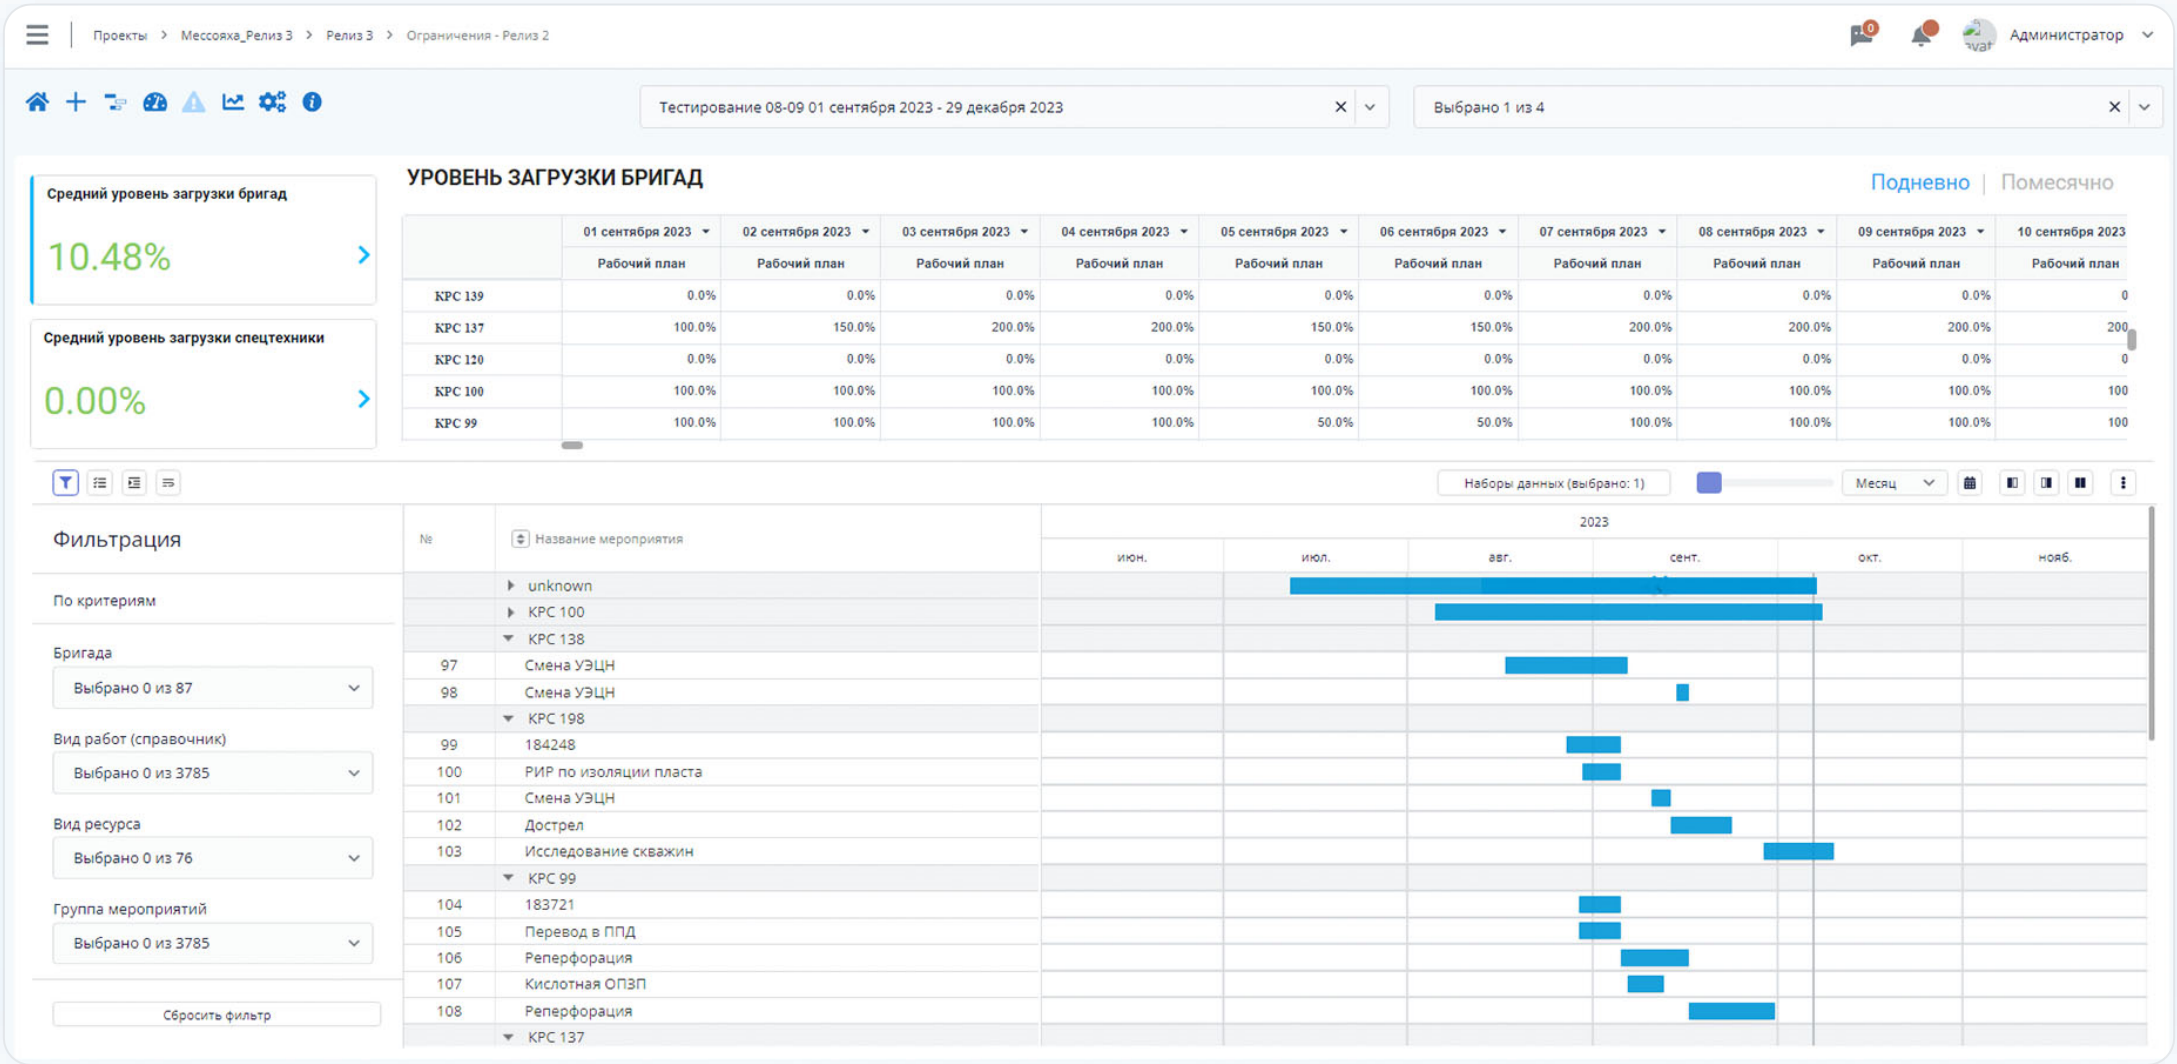 Проекты > Мессояха_Релиз 3 > Релиз 3 > Ограничения - Релиз 2
0
avat
Администратор
Тестирование 08-09 01 сентября 2023 - 29 декабря 2023
Выбрано 1 из 4
Средний уровень загрузки бригад
10.48%
Средний уровень загрузки спецтехники
0.00%
УРОВЕНЬ ЗАГРУЗКИ БРИГАД
Подневно | Помесячно
01 сентября 2023 02 сентября 2023 03 сентября 2023 04 сентября 2023 05 сентября 2023 06 сентября 2023 07 сентября 2023 08 сентября 2023 09 сентября 2023 10 сентября 2023
Рабочий план Рабочий план Рабочий план Рабочий план Рабочий план Рабочий план Рабочий план Рабочий план Рабочий план Рабочий план
КРС 139 0.0% 0.0% 0.0% 0.0% 0.0% 0.0% 0.0% 0.0% 0.0% 0
КРС 137 100.0% 150.0% 200.0% 200.0% 150.0% 150.0% 200.0% 200.0% 200.0% 200
КРС 120 0.0% 0.0% 0.0% 0.0% 0.0% 0.0% 0.0% 0.0% 0.0% 0
КРС 100 100.0% 100.0% 100.0% 100.0% 100.0% 100.0% 100.0% 100.0% 100.0% 100
КРС 99 100.0% 100.0% 100.0% 100.0% 50.0% 50.0% 100.0% 100.0% 100.0% 100
Наборы данных (выбрано: 1)
Месяц
Фильтрация
По критериям
Бригада
Выбрано 0 из 87
Вид работ (справочник)
Выбрано 0 из 3785
Вид ресурса
Выбрано 0 из 76
Группа мероприятий
Выбрано 0 из 3785
Сбросить фильтр
№ Название мероприятия
2023
июн. июл. авг. сент. окт. нояб.
unknown
КРС 100
КРС 138
97 Смена УЭЦН
98 Смена УЭЦН
КРС 198
99 184248
100 РИР по изоляции пласта
101 Смена УЭЦН
102 Дострел
103 Исследование скважин
КРС 99
104 183721
105 Перевод в ППД
106 Реперфорация
107 Кислотная ОПЗП
108 Реперфорация
КРС 137